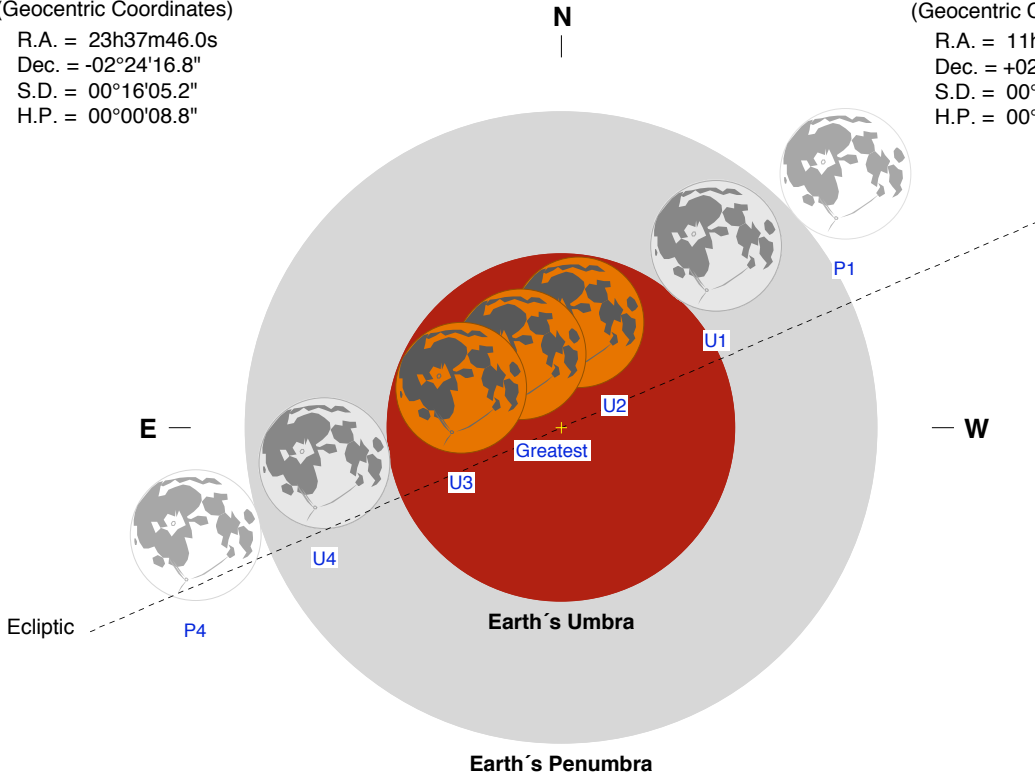 (Geocentric Coordinates)
R.A. = 23h37m46.0s
Dec. = -02°24'16.8"
S.D. = 00°16'05.2"
H.P. = 00°00'08.8"
N
(Geocentric C
R.A. = 11h
Dec. = +02
S.D. = 00°
H.P. = 00°
P1
U1
U2
E
W
Greatest
U3
U4
Ecliptic
P4
Earth´s Umbra
Earth´s Penumbra